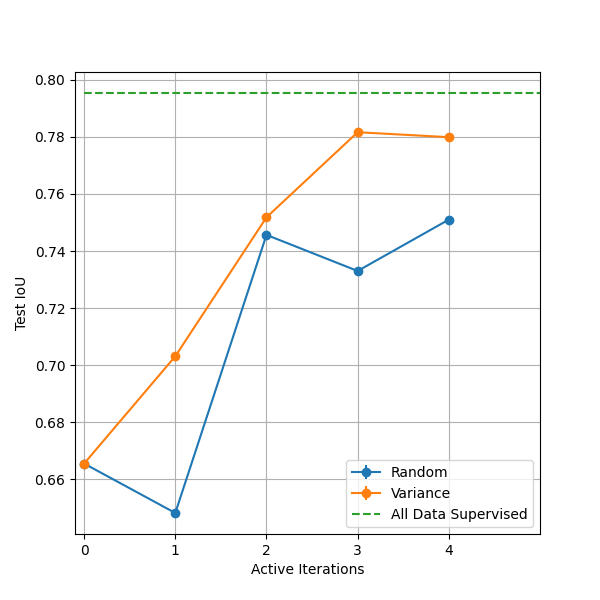 0.80
0.78
0.76
0.74
0.72
0.70
0.68
0.66
Test IoU
0 1 2 3 4
Active Iterations
Random
Variance
All Data Supervised